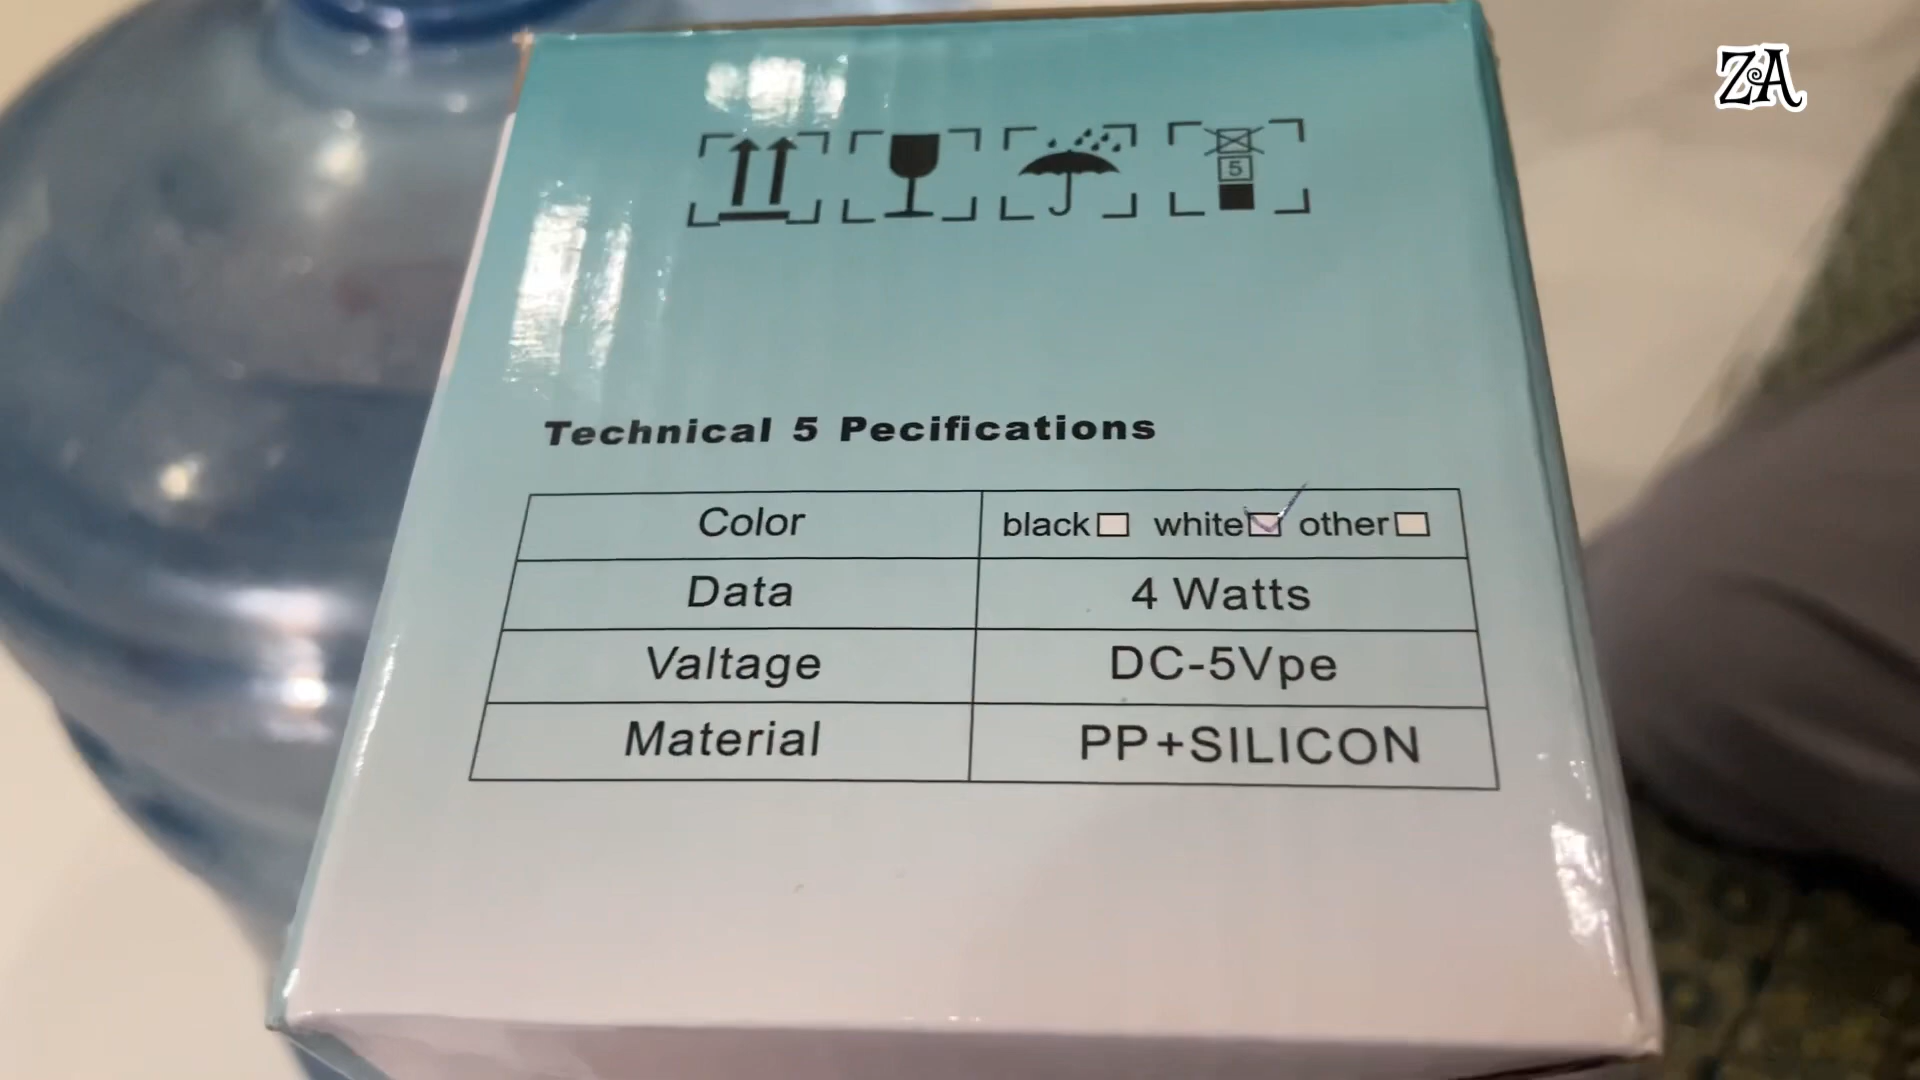 ZA
5
Technical 5 Pecifications
Color black white other
Data 4 Watts
Valtage DC-5Vpe
Material PP+SILICON